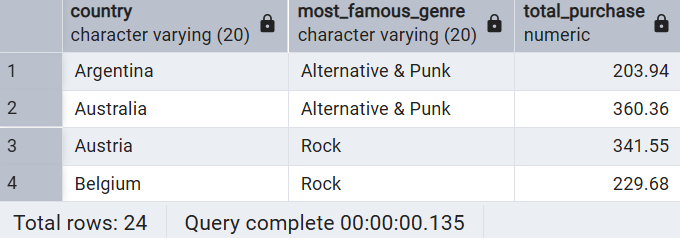 country most_famous_genre total_purchase
character varying (20) character varying (20) numeric
1 Argentina Alternative & Punk 203.94
2 Australia Alternative & Punk 360.36
3 Austria Rock 341.55
4 Belgium Rock 229.68
Total rows: 24 Query complete 00:00:00.135